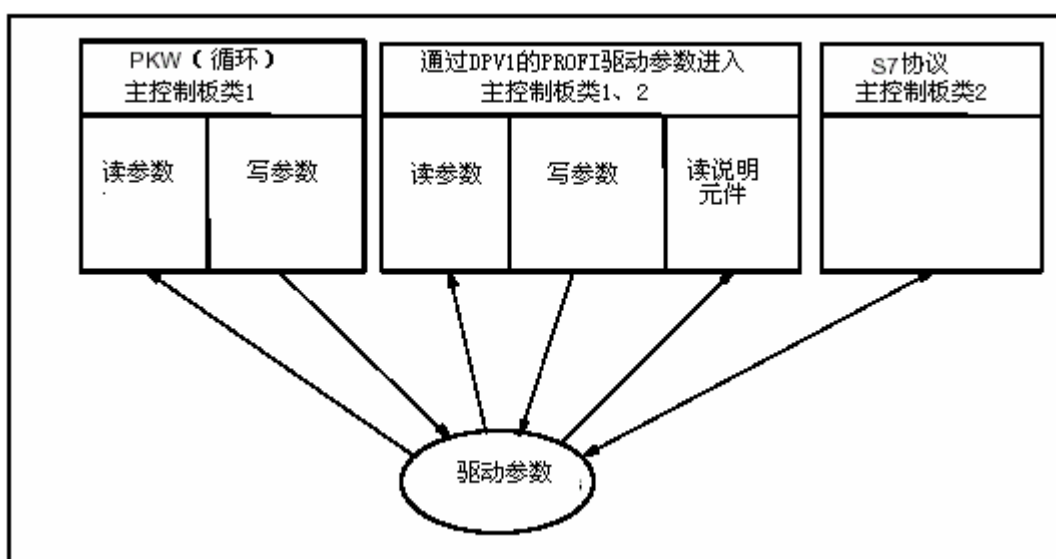 PKW（循环）
主控制板类1
通过DPV1的PROFI驱动参数进入
主控制板类1、2
S7协议
主控制板类2
读参数
写参数
读参数
写参数
读说明
元件
驱动参数